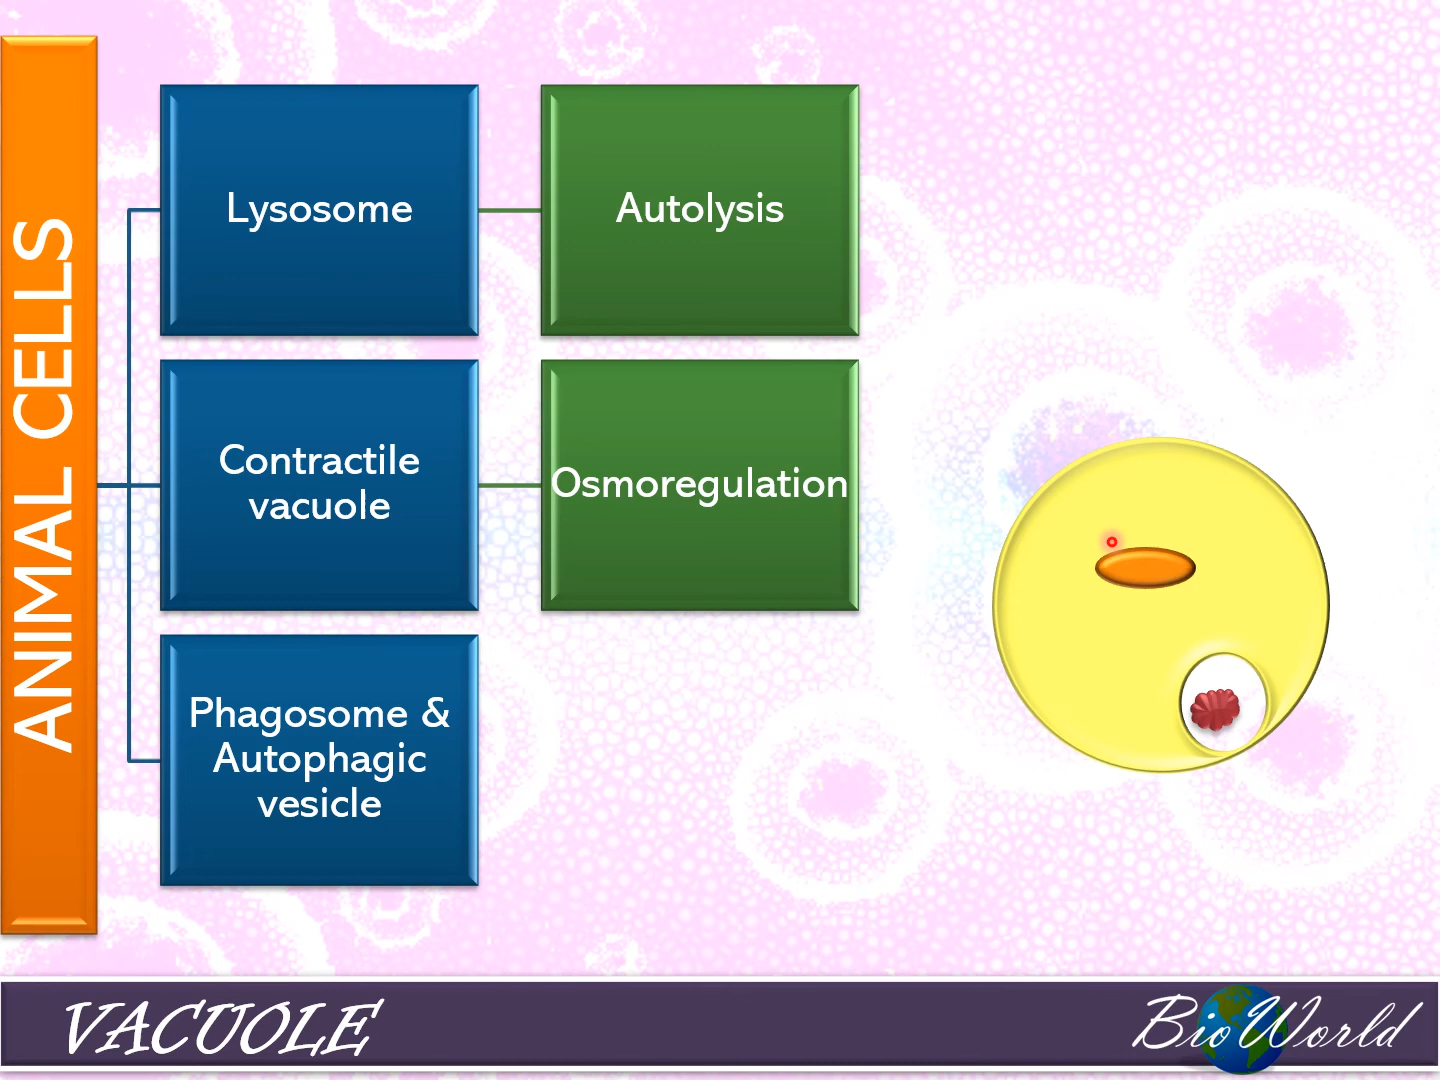 ANIMAL CELLS
Lysosome
Autolysis
Contractile
vacuole
Osmoregulation
Phagosome &
Autophagic
vesicle
VACUOLE
BioWorld